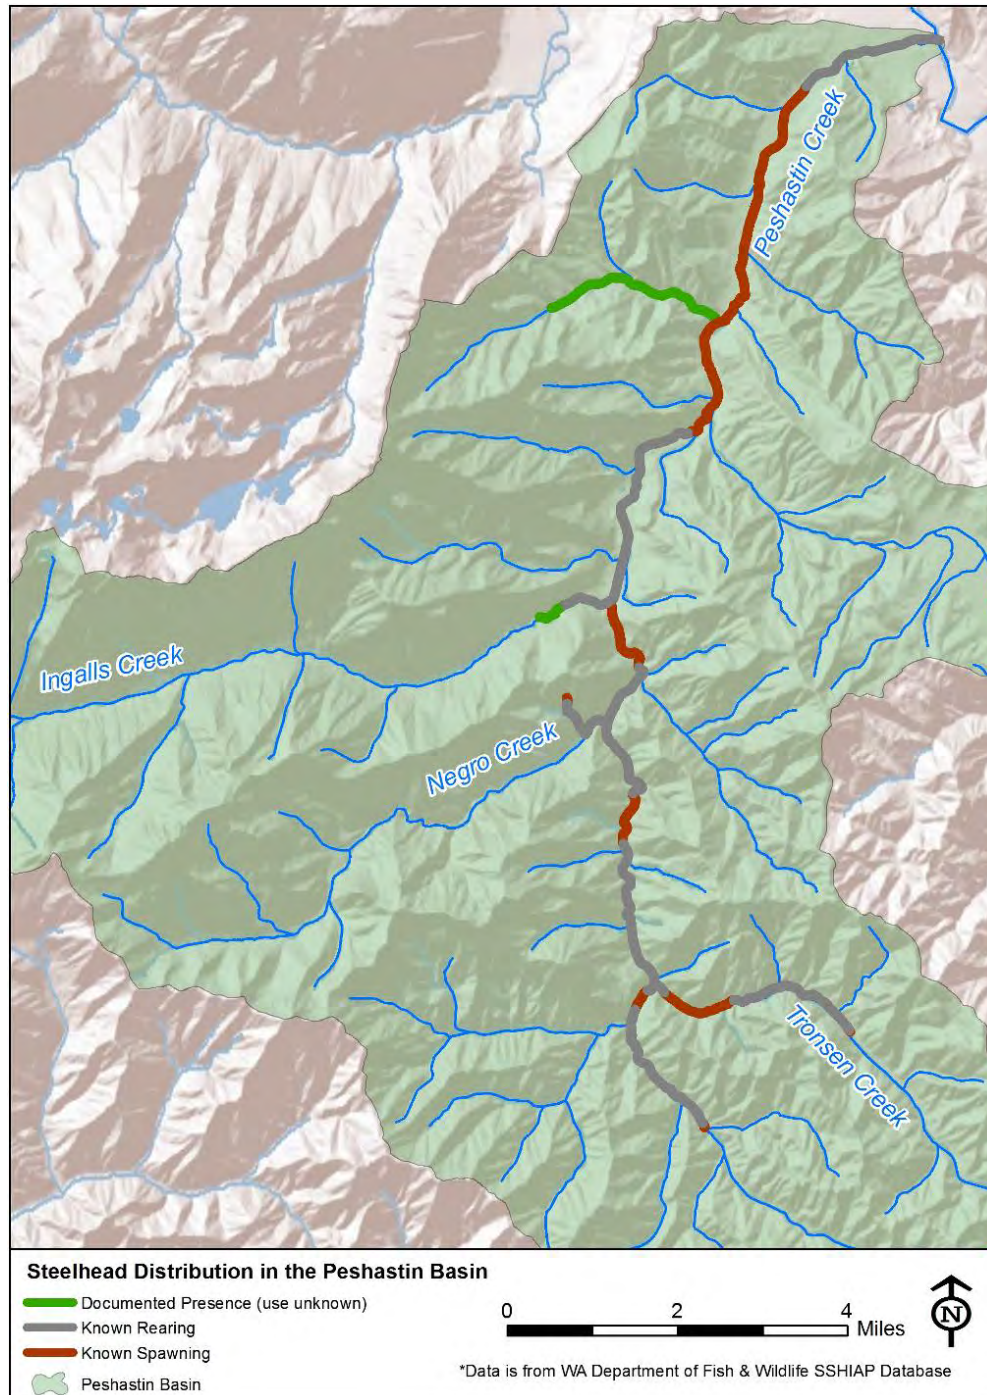 Peshastin Creek
Ingalls Creek
Negro Creek
Tronsen Creek
Steelhead Distribution in the Peshastin Basin
Documented Presence (use unknown)
Known Rearing
Known Spawning
Peshastin Basin
0 2 4
Miles
N
*Data is from WA Department of Fish & Wildlife SSHIAP Database